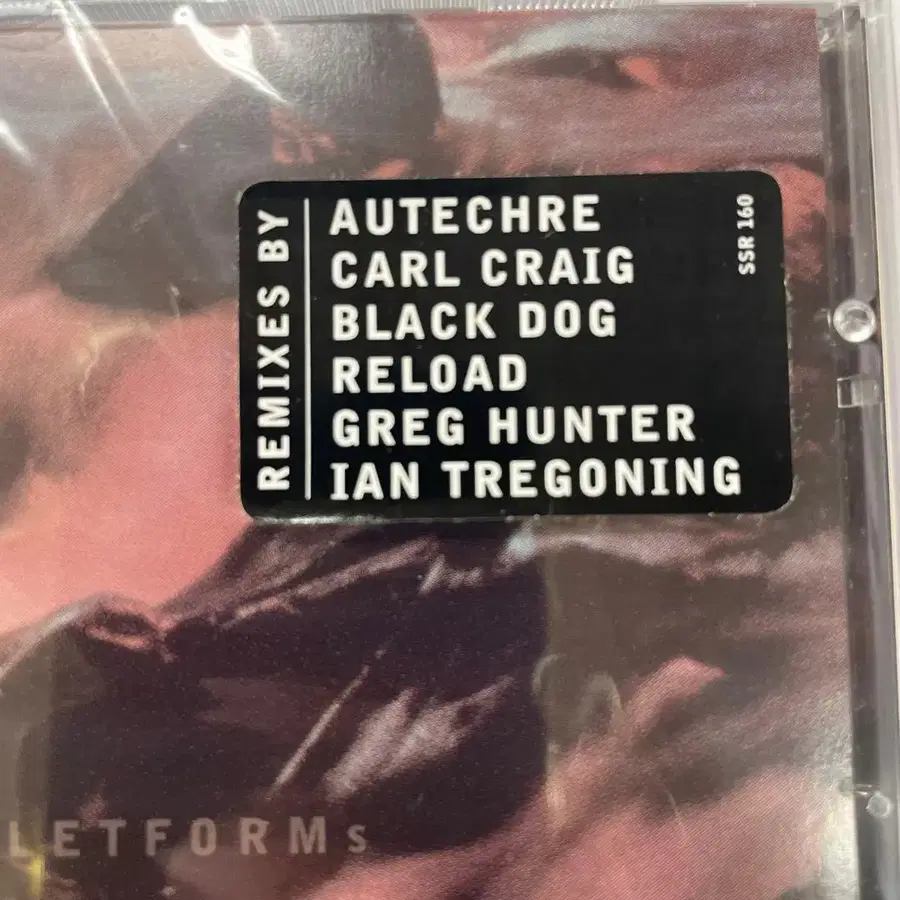 REMIXES BY
AUTECHRE
CARL CRAIG
BLACK DOG
RELOAD
GREG HUNTER
IAN TREGONING
SSR 160
LETFORMs